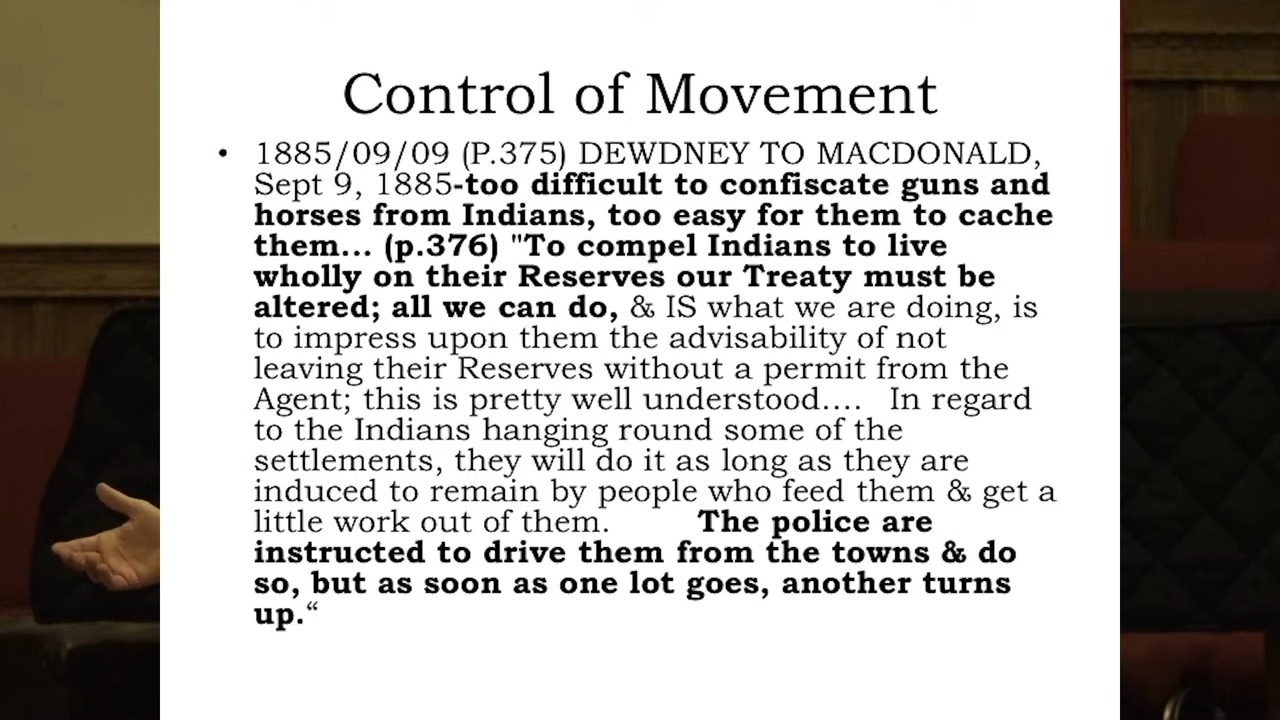 Control of Movement
• 1885/09/09 (P.375) DEWDNEY TO MACDONALD,
Sept 9, 1885-too difficult to confiscate guns and
horses from Indians, too easy for them to cache
them... (p.376) "To compel Indians to live
wholly on their Reserves our Treaty must be
altered; all we can do, & IS what we are doing, is
to impress upon them the advisability of not
leaving their Reserves without a permit from the
Agent; this is pretty well understood.... In regard
to the Indians hanging round some of the
settlements, they will do it as long as they are
induced to remain by people who feed them & get a
little work out of them. The police are
instructed to drive them from the towns & do
so, but as soon as one lot goes, another turns
up.“